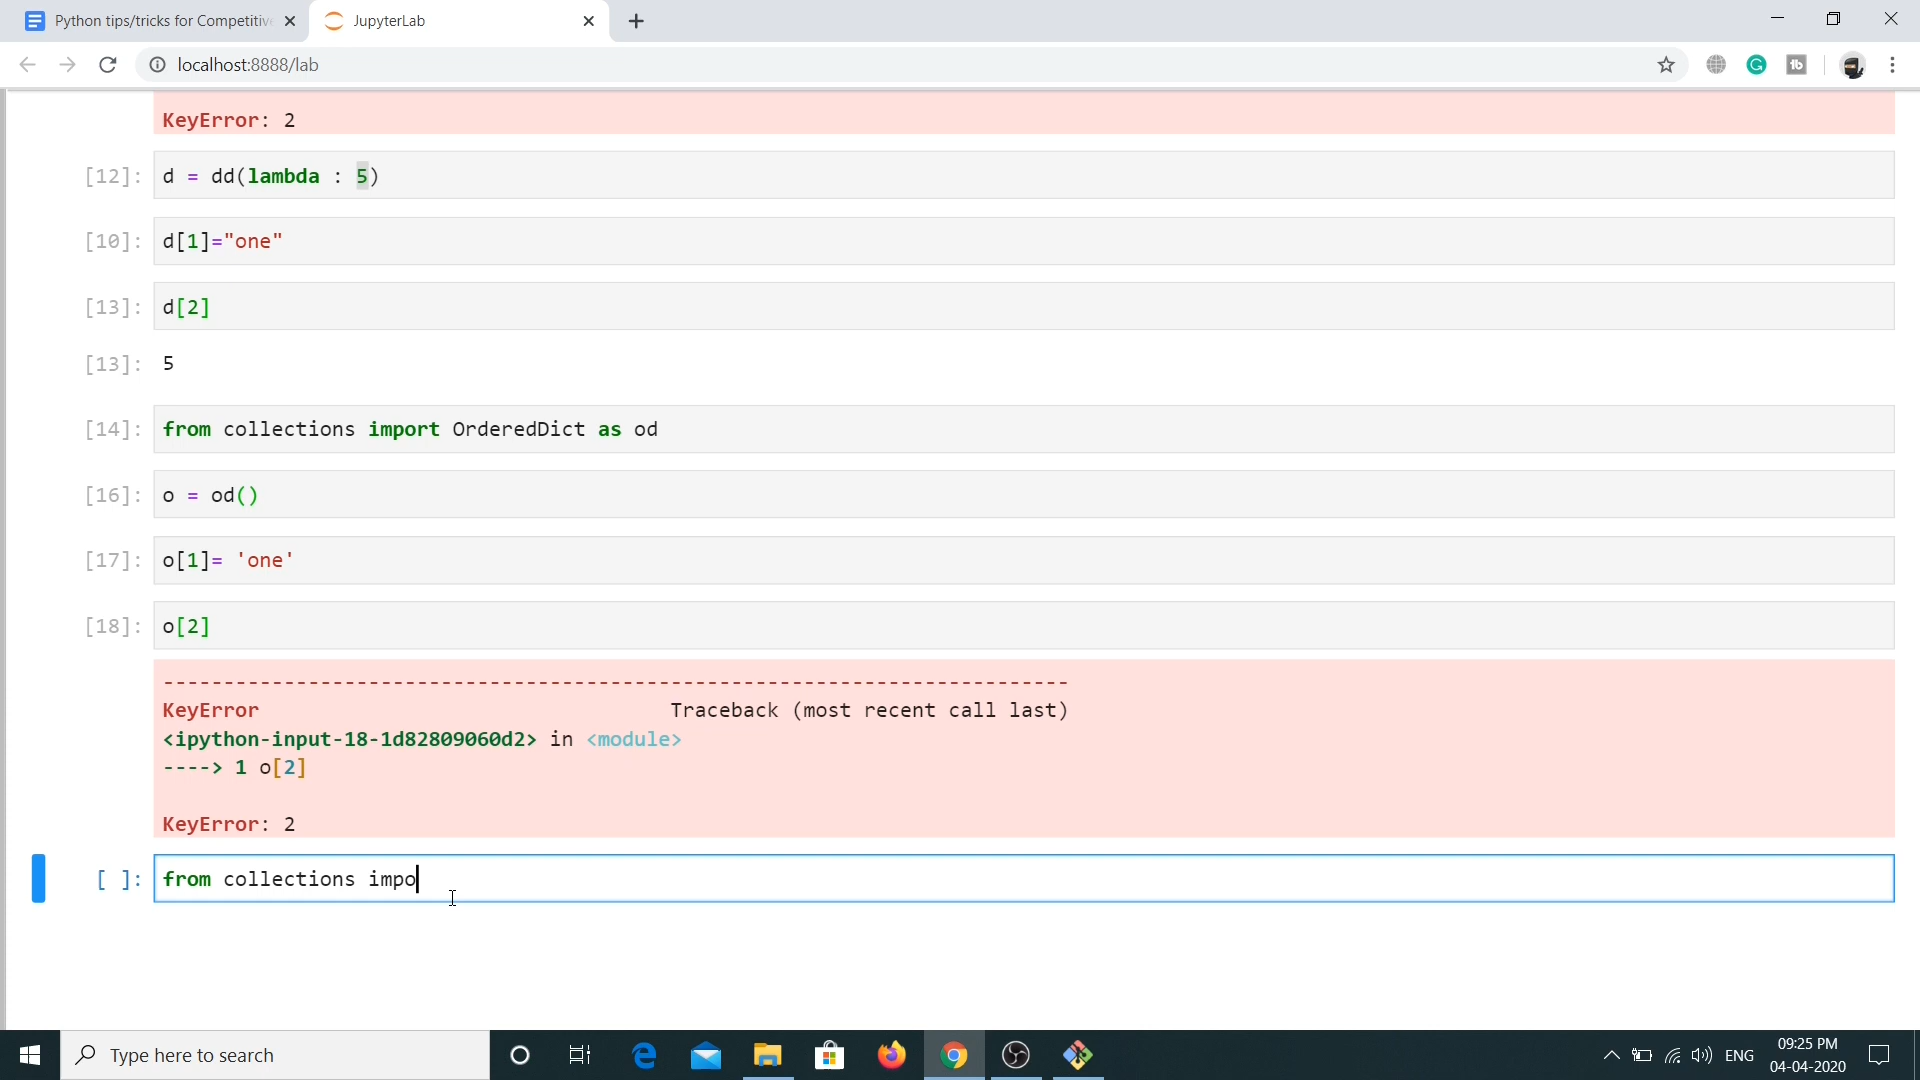 Python tips/tricks for Competitive
JupyterLab
localhost:8888/lab
KeyError: 2
[12]: d = dd(lambda : 5)
[10]: d[1]="one"
[13]: d[2]
[13]: 5
[14]: from collections import OrderedDict as od
[16]: o = od()
[17]: o[1]= 'one'
[18]: o[2]
---------------------------------------------------------------------------
KeyError Traceback (most recent call last)
<ipython-input-18-1d82809060d2> in <module>
----> 1 o[2]
KeyError: 2
[ ]: from collections impo
Type here to search
ENG
09:25 PM
04-04-2020